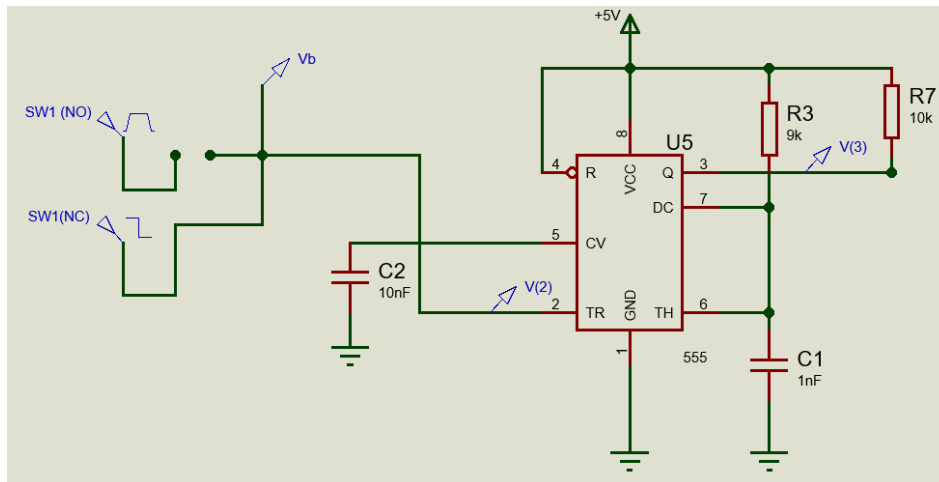 +5V
Vb
SW1 (NO)
SW1(NC)
R3
9k
R7
10k
U5
V(3)
8
VCC
4
R
Q
3
DC
7
5
CV
C2
10nF
V(2)
2
TR
GND
TH
6
1
555
C1
1nF